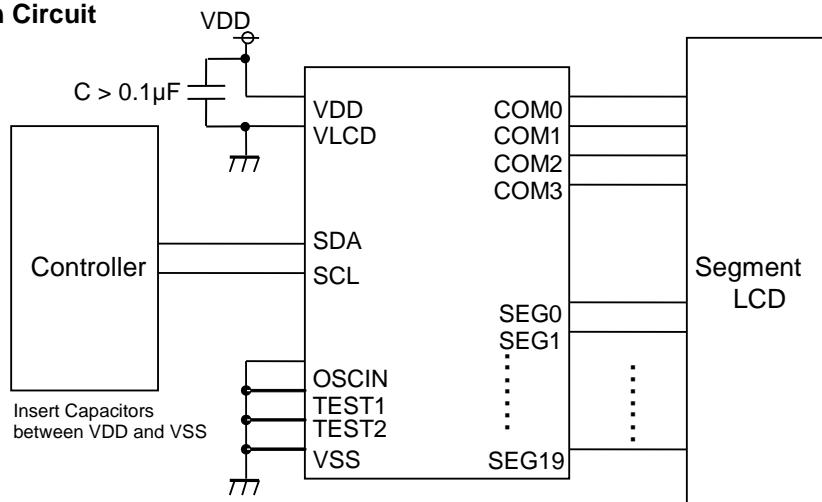 n Circuit
VDD
C > 0.1µF
VDD
VLCD
SDA
SCL
OSCIN
TEST1
TEST2
VSS
COM0
COM1
COM2
COM3
SEG0
SEG1
SEG19
Controller
Segment
LCD
Insert Capacitors
between VDD and VSS